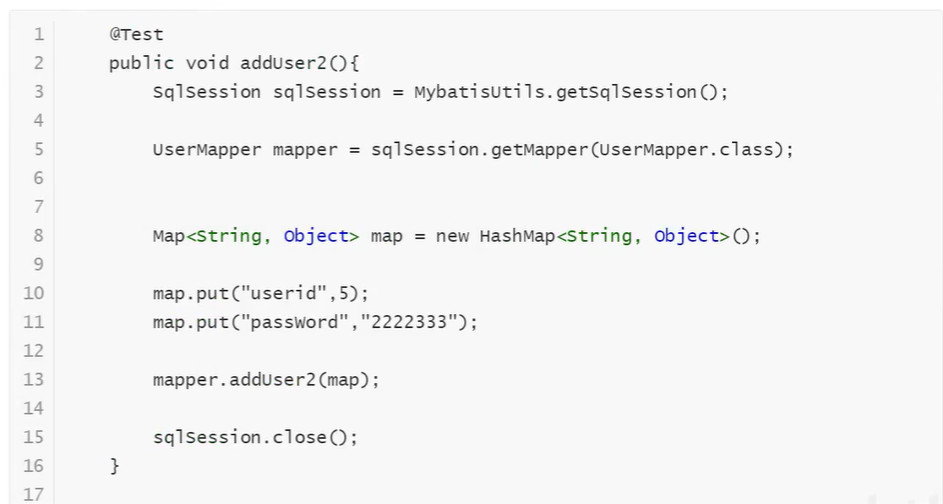 1 @Test
2 public void addUser2(){
3 SqlSession sqlSession = MybatisUtils.getSqlSession();
4
5 UserMapper mapper = sqlSession.getMapper(UserMapper.class);
6
7
8 Map<String, Object> map = new HashMap<String, Object>();
9
10 map.put("userid",5);
11 map.put("passWord","2222333");
12
13 mapper.addUser2(map);
14
15 sqlSession.close();
16 }
17